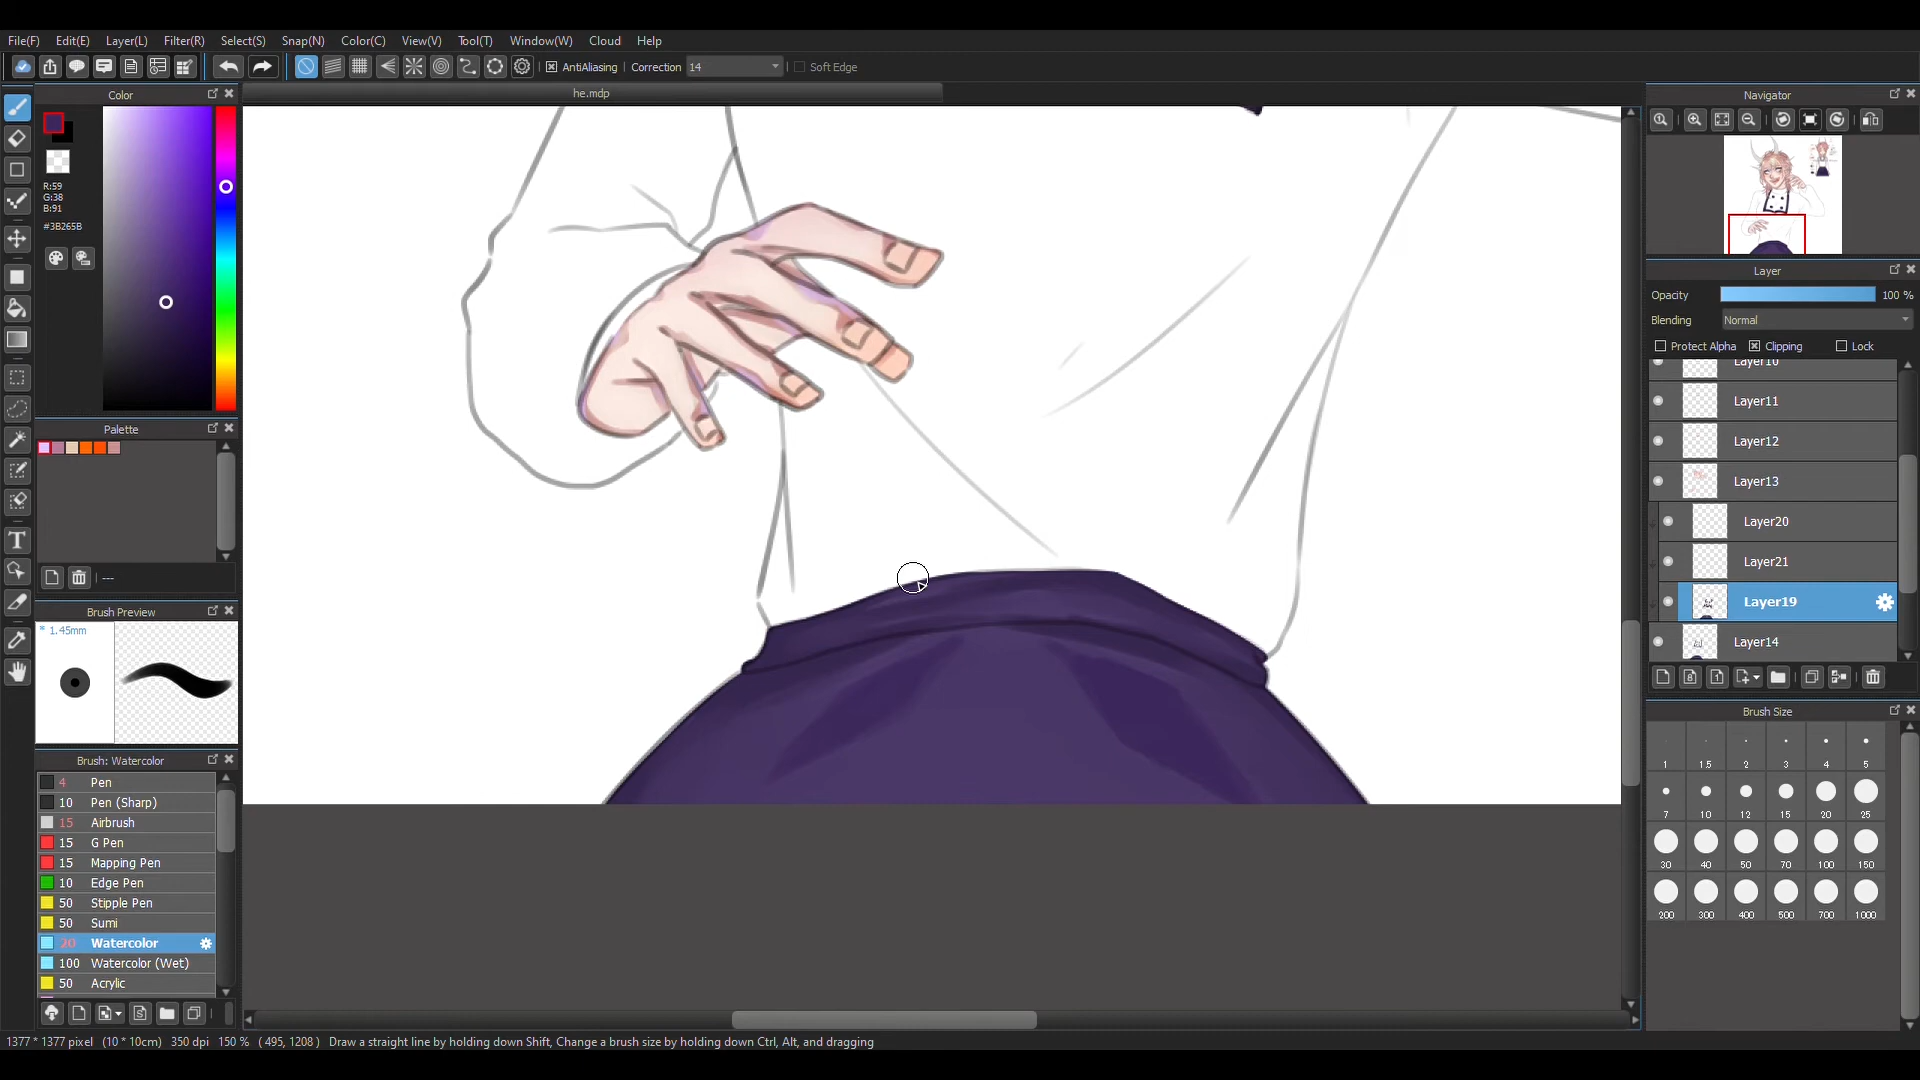 File(F) Edit(E) Layer(L) Filter(R) Select(S) Snap(N) Color(C) View(V) Tool(T) Window(W) Cloud Help
AntiAliasing Correction 14 Soft Edge
Color
he.mdp
Navigator
R:59
G:38
B:91
#3B265B
Palette
---
Brush Preview
* 1.45mm
Brush: Watercolor
4 Pen
10 Pen (Sharp)
15 Airbrush
15 G Pen
15 Mapping Pen
10 Edge Pen
50 Stipple Pen
50 Sumi
20 Watercolor
100 Watercolor (Wet)
50 Acrylic
Layer
Opacity 100 %
Blending Normal
Protect Alpha Clipping Lock
Layer10
Layer11
Layer12
Layer13
Layer20
Layer21
Layer19
Layer14
Brush Size
1 1.5 2 3 4 5
7 10 12 15 20 25
30 40 50 70 100 150
200 300 400 500 700 1000
1377 * 1377 pixel (10 * 10cm) 350 dpi 150 % ( 495, 1208 ) Draw a straight line by holding down Shift, Change a brush size by holding down Ctrl, Alt, and dragging